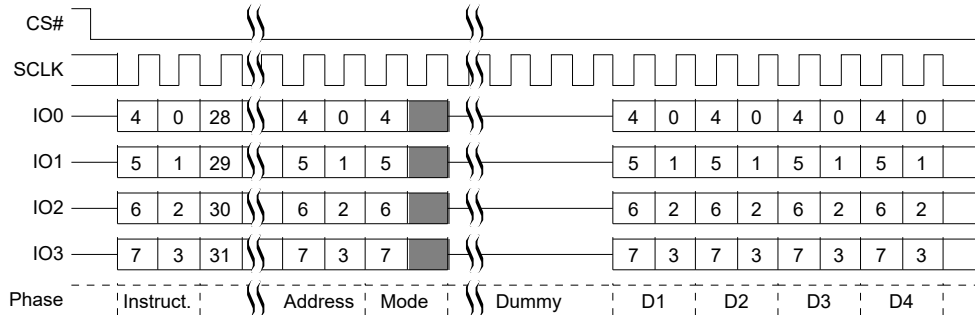 CS#
SCLK
IO0 4 0 28 4 0 4 4 0 4 0 4 0 4 0
IO1 5 1 29 5 1 5 5 1 5 1 5 1 5 1
IO2 6 2 30 6 2 6 6 2 6 2 6 2 6 2
IO3 7 3 31 7 3 7 7 3 7 3 7 3 7 3
Phase Instruct. Address Mode Dummy D1 D2 D3 D4